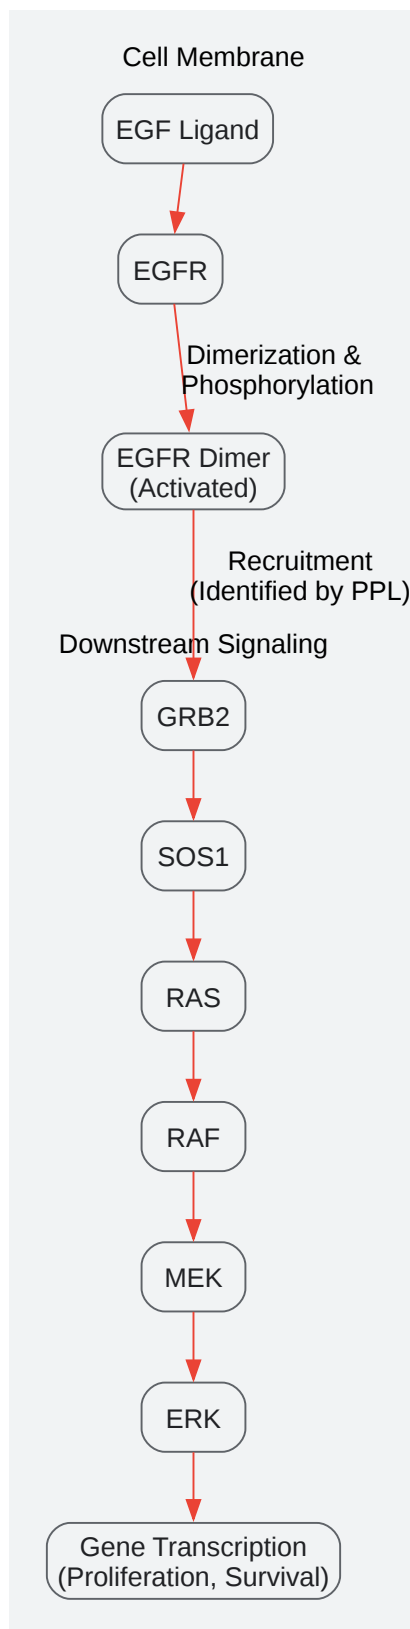 Cell Membrane
EGF Ligand
EGFR
Dimerization &
Phosphorylation
EGFR Dimer
(Activated)
Recruitment
(Identified by PPL)
Downstream Signaling
GRB2
SOS1
RAS
RAF
MEK
ERK
Gene Transcription
(Proliferation, Survival)